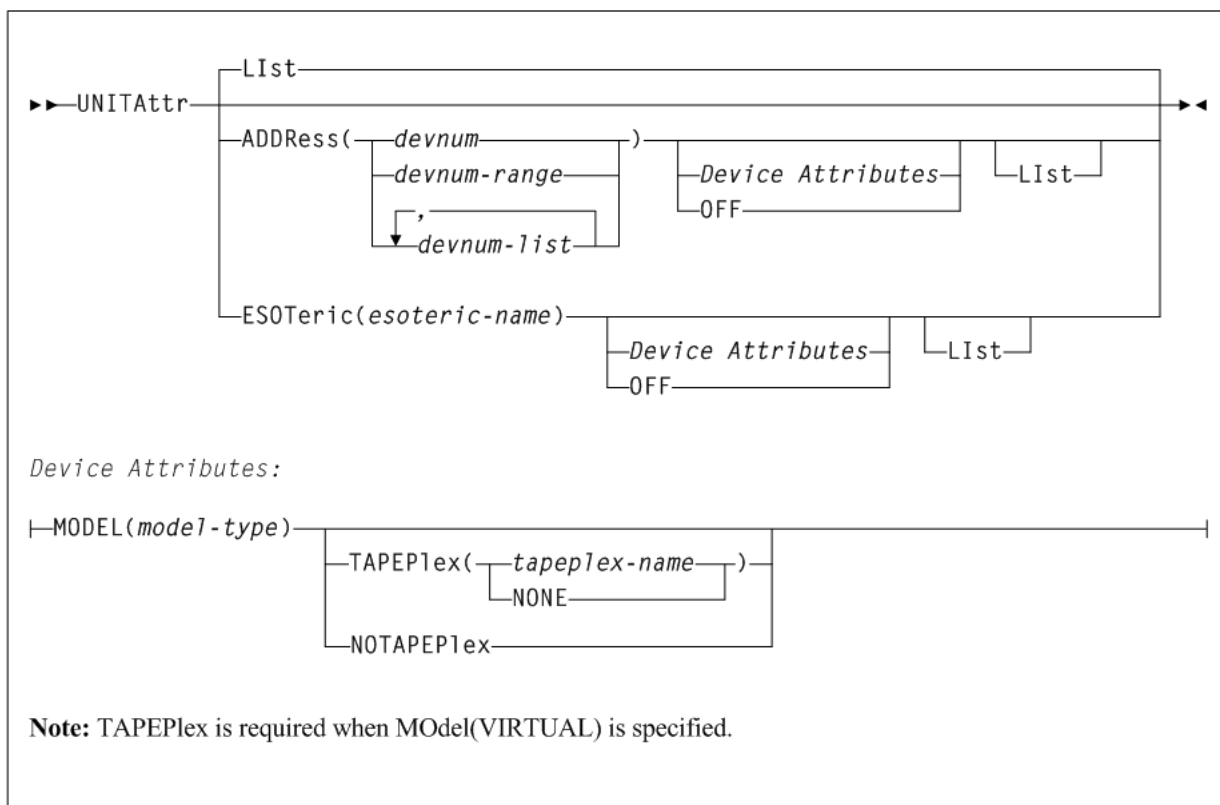 LIst
UNITAttr
ADDRess( devnum )
devnum-range
,
devnum-list
Device Attributes LIst
OFF
ESOTeric(esoteric-name)
Device Attributes LIst
OFF
Device Attributes:
MODEL(model-type)
TAPEPlex( tapeplex-name )
NONE
NOTAPEPlex
Note: TAPEPlex is required when MOdel(VIRTUAL) is specified.